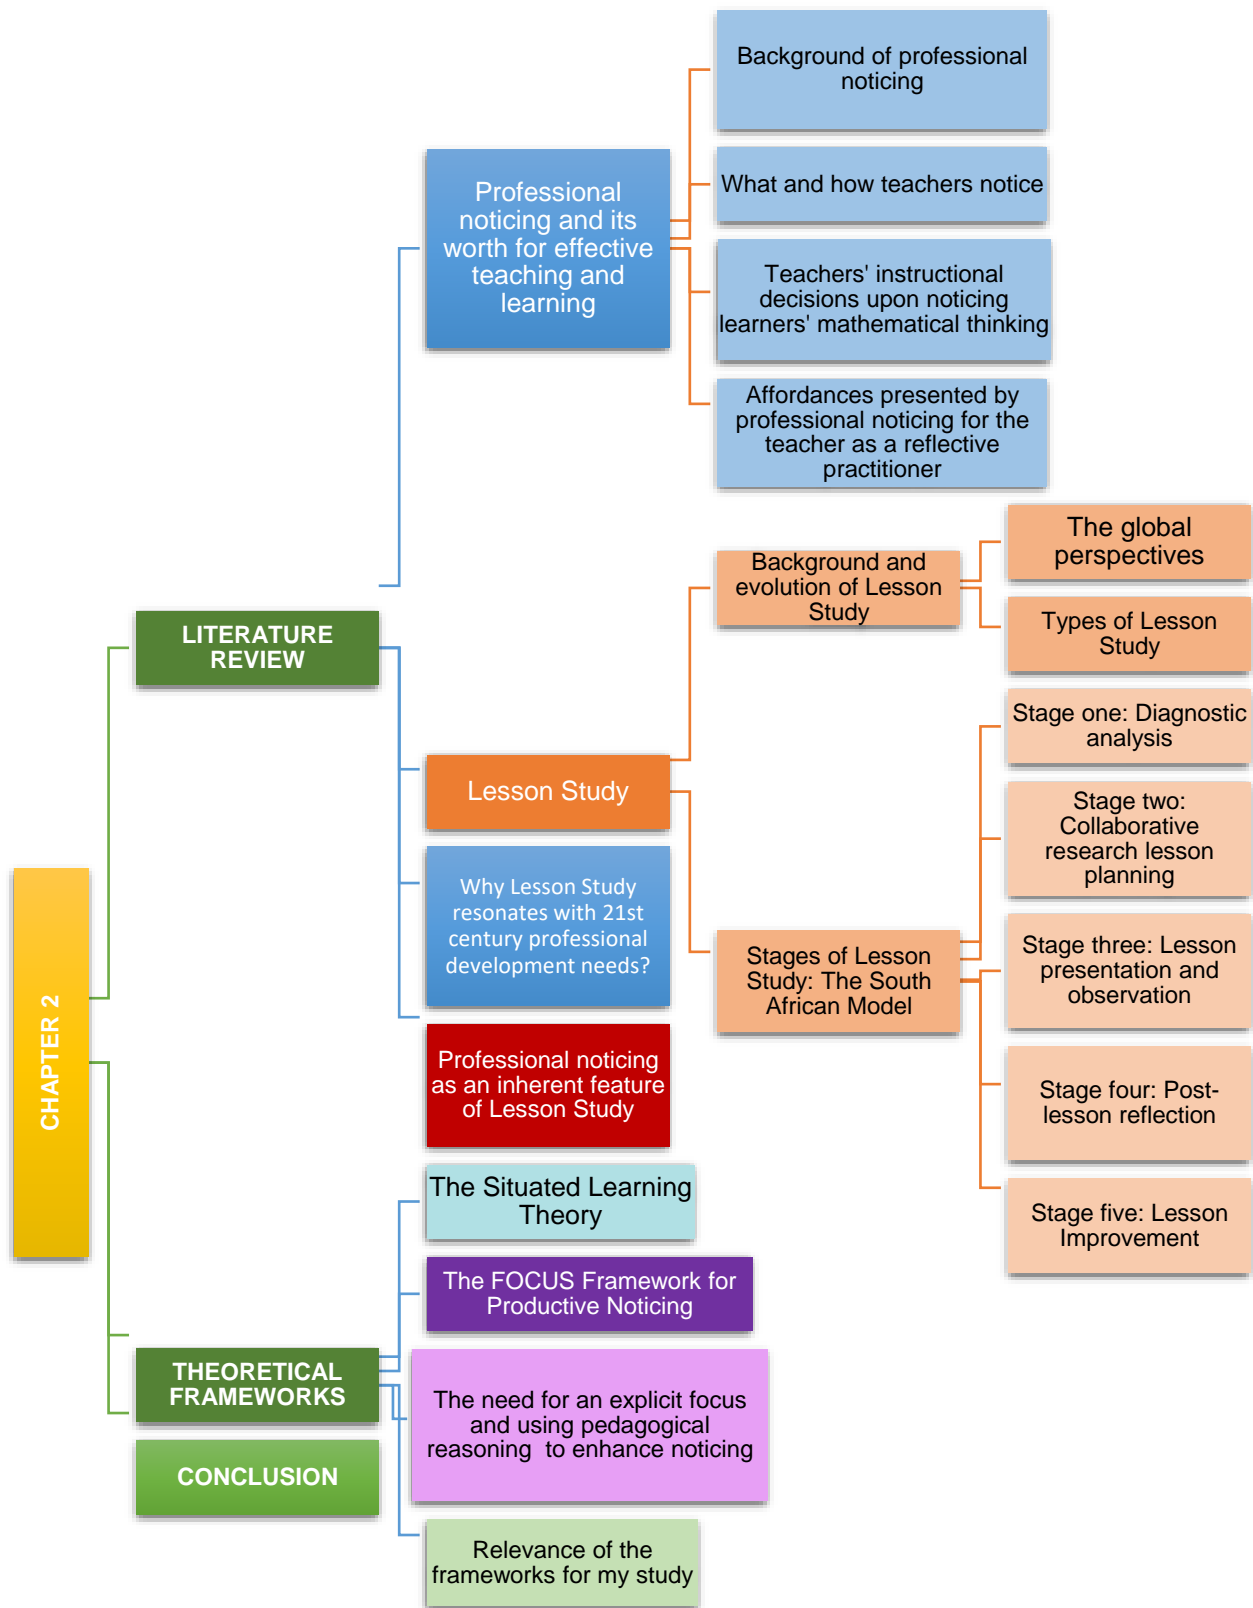 CHAPTER 2
LITERATURE
REVIEW
Professional
noticing and its
worth for effective
teaching and
learning
Background of professional
noticing
What and how teachers notice
Teachers' instructional
decisions upon noticing
learners' mathematical thinking
Affordances presented by
professional noticing for the
teacher as a reflective
practitioner
Lesson Study
Background and
evolution of Lesson
Study
The global
perspectives
Types of Lesson
Study
Stages of Lesson
Study: The South
African Model
Stage one: Diagnostic
analysis
Stage two:
Collaborative
research lesson
planning
Stage three: Lesson
presentation and
observation
Stage four: Post-
lesson reflection
Stage five: Lesson
Improvement
Why Lesson Study
resonates with 21st
century professional
development needs?
Professional noticing
as an inherent feature
of Lesson Study
THEORETICAL
FRAMEWORKS
The Situated Learning
Theory
The FOCUS Framework for
Productive Noticing
The need for an explicit focus
and using pedagogical
reasoning  to enhance noticing
Relevance of the
frameworks for my study
CONCLUSION